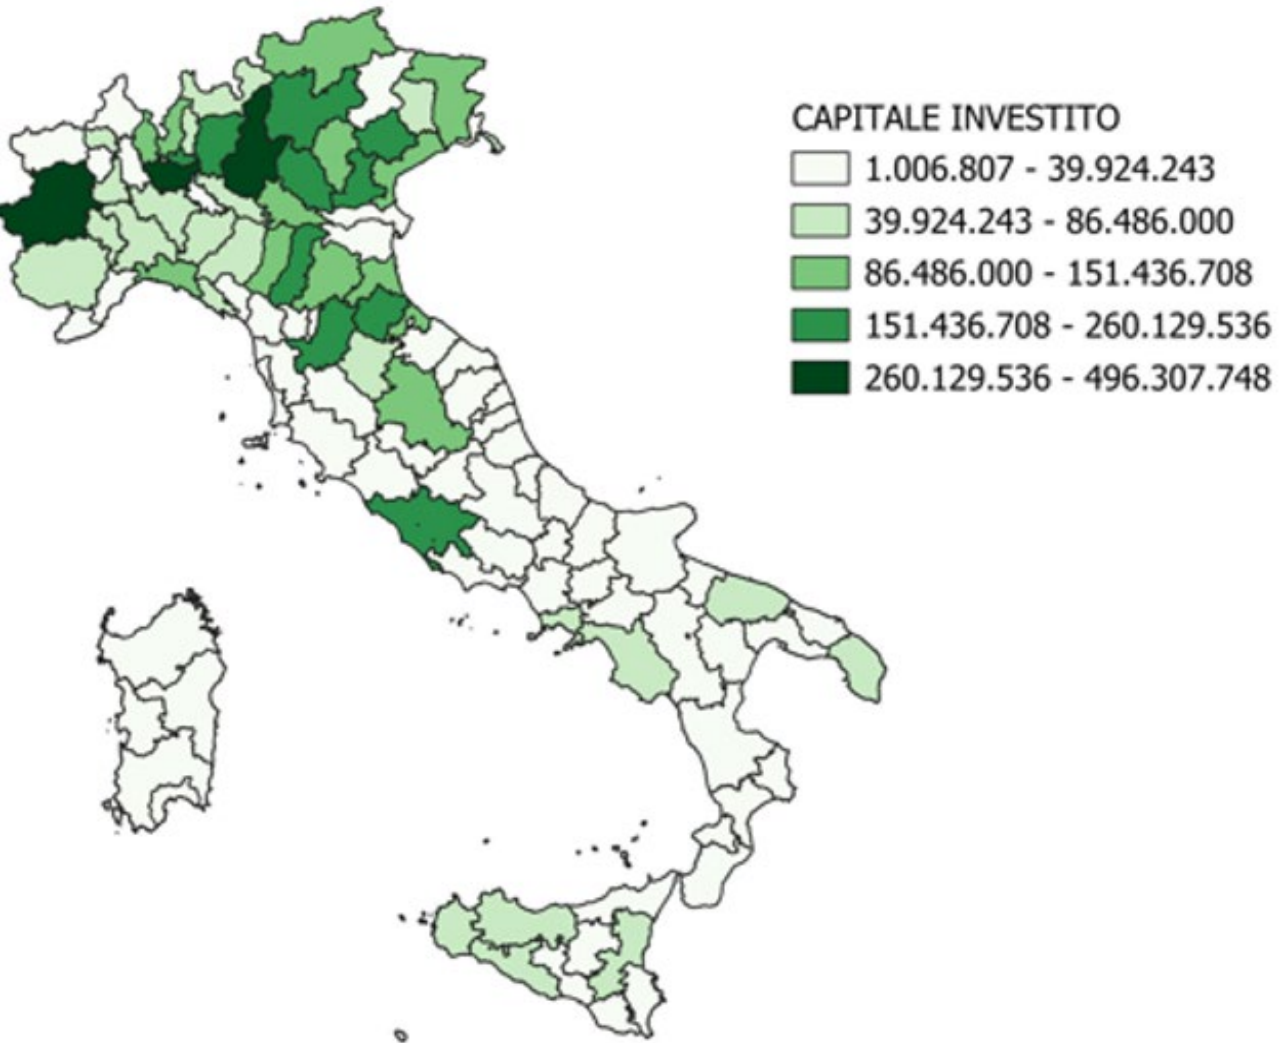 CAPITALE INVESTITO
1.006.807 - 39.924.243
39.924.243 - 86.486.000
86.486.000 - 151.436.708
151.436.708 - 260.129.536
260.129.536 - 496.307.748